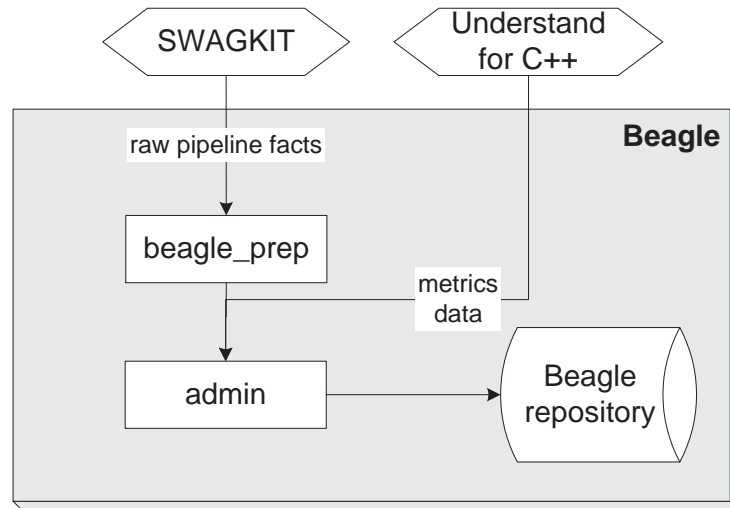 SWAGKIT
Understand
for C++
Beagle
raw pipeline facts
beagle_prep
metrics
data
admin
Beagle
repository